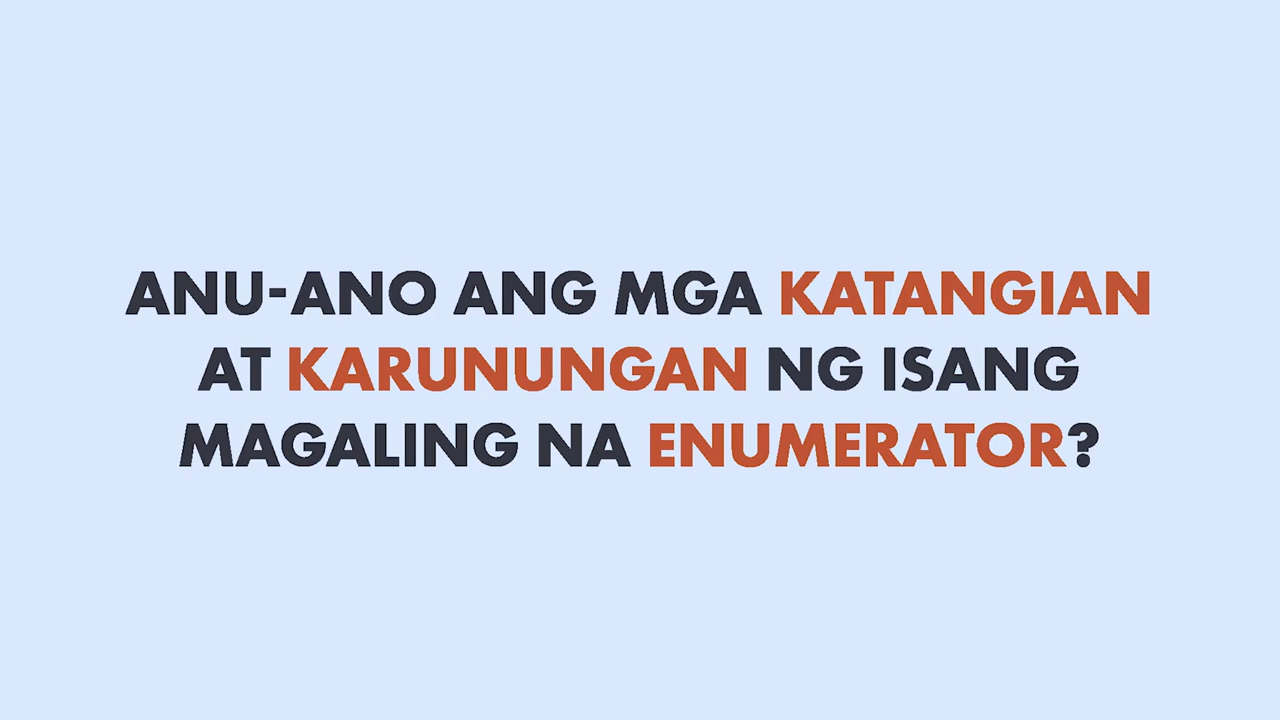 ANU-ANO ANG MGA KATANGIAN
AT KARUNUNGAN NG ISANG
MAGALING NA ENUMERATOR?